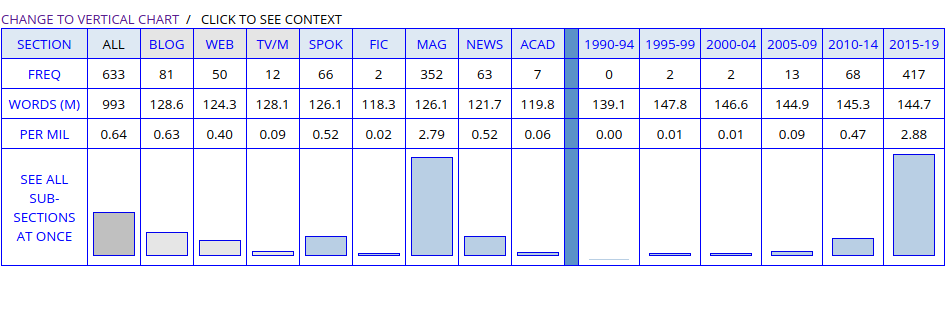 CHANGE TO VERTICAL CHART / CLICK TO SEE CONTEXT
SECTION ALL BLOG WEB TV/M SPOK FIC MAG NEWS ACAD 1990-94 1995-99 2000-04 2005-09 2010-14 2015-19
FREQ 633 81 50 12 66 2 352 63 7 0 2 2 13 68 417
WORDS (M) 993 128.6 124.3 128.1 126.1 118.3 126.1 121.7 119.8 139.1 147.8 146.6 144.9 145.3 144.7
PER MIL 0.64 0.63 0.40 0.09 0.52 0.02 2.79 0.52 0.06 0.00 0.01 0.01 0.09 0.47 2.88
SEE ALL
SUB-
SECTIONS
AT ONCE